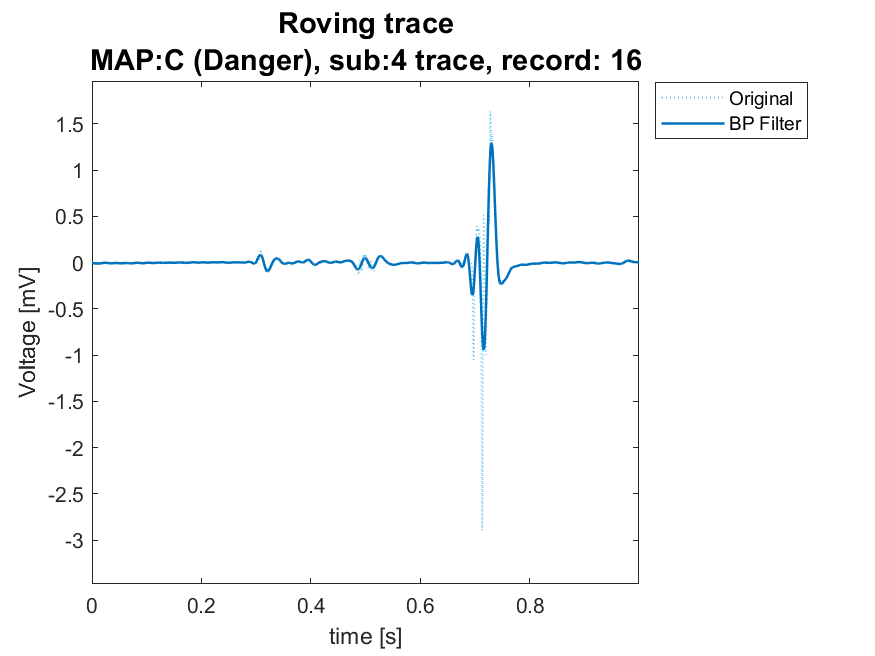 Roving trace
MAP:C (Danger), sub:4 trace, record: 16
Original
BP Filter
1.5
1
0.5
0
-0.5
-1
-1.5
-2
-2.5
-3
Voltage [mV]
0 0.2 0.4 0.6 0.8
time [s]